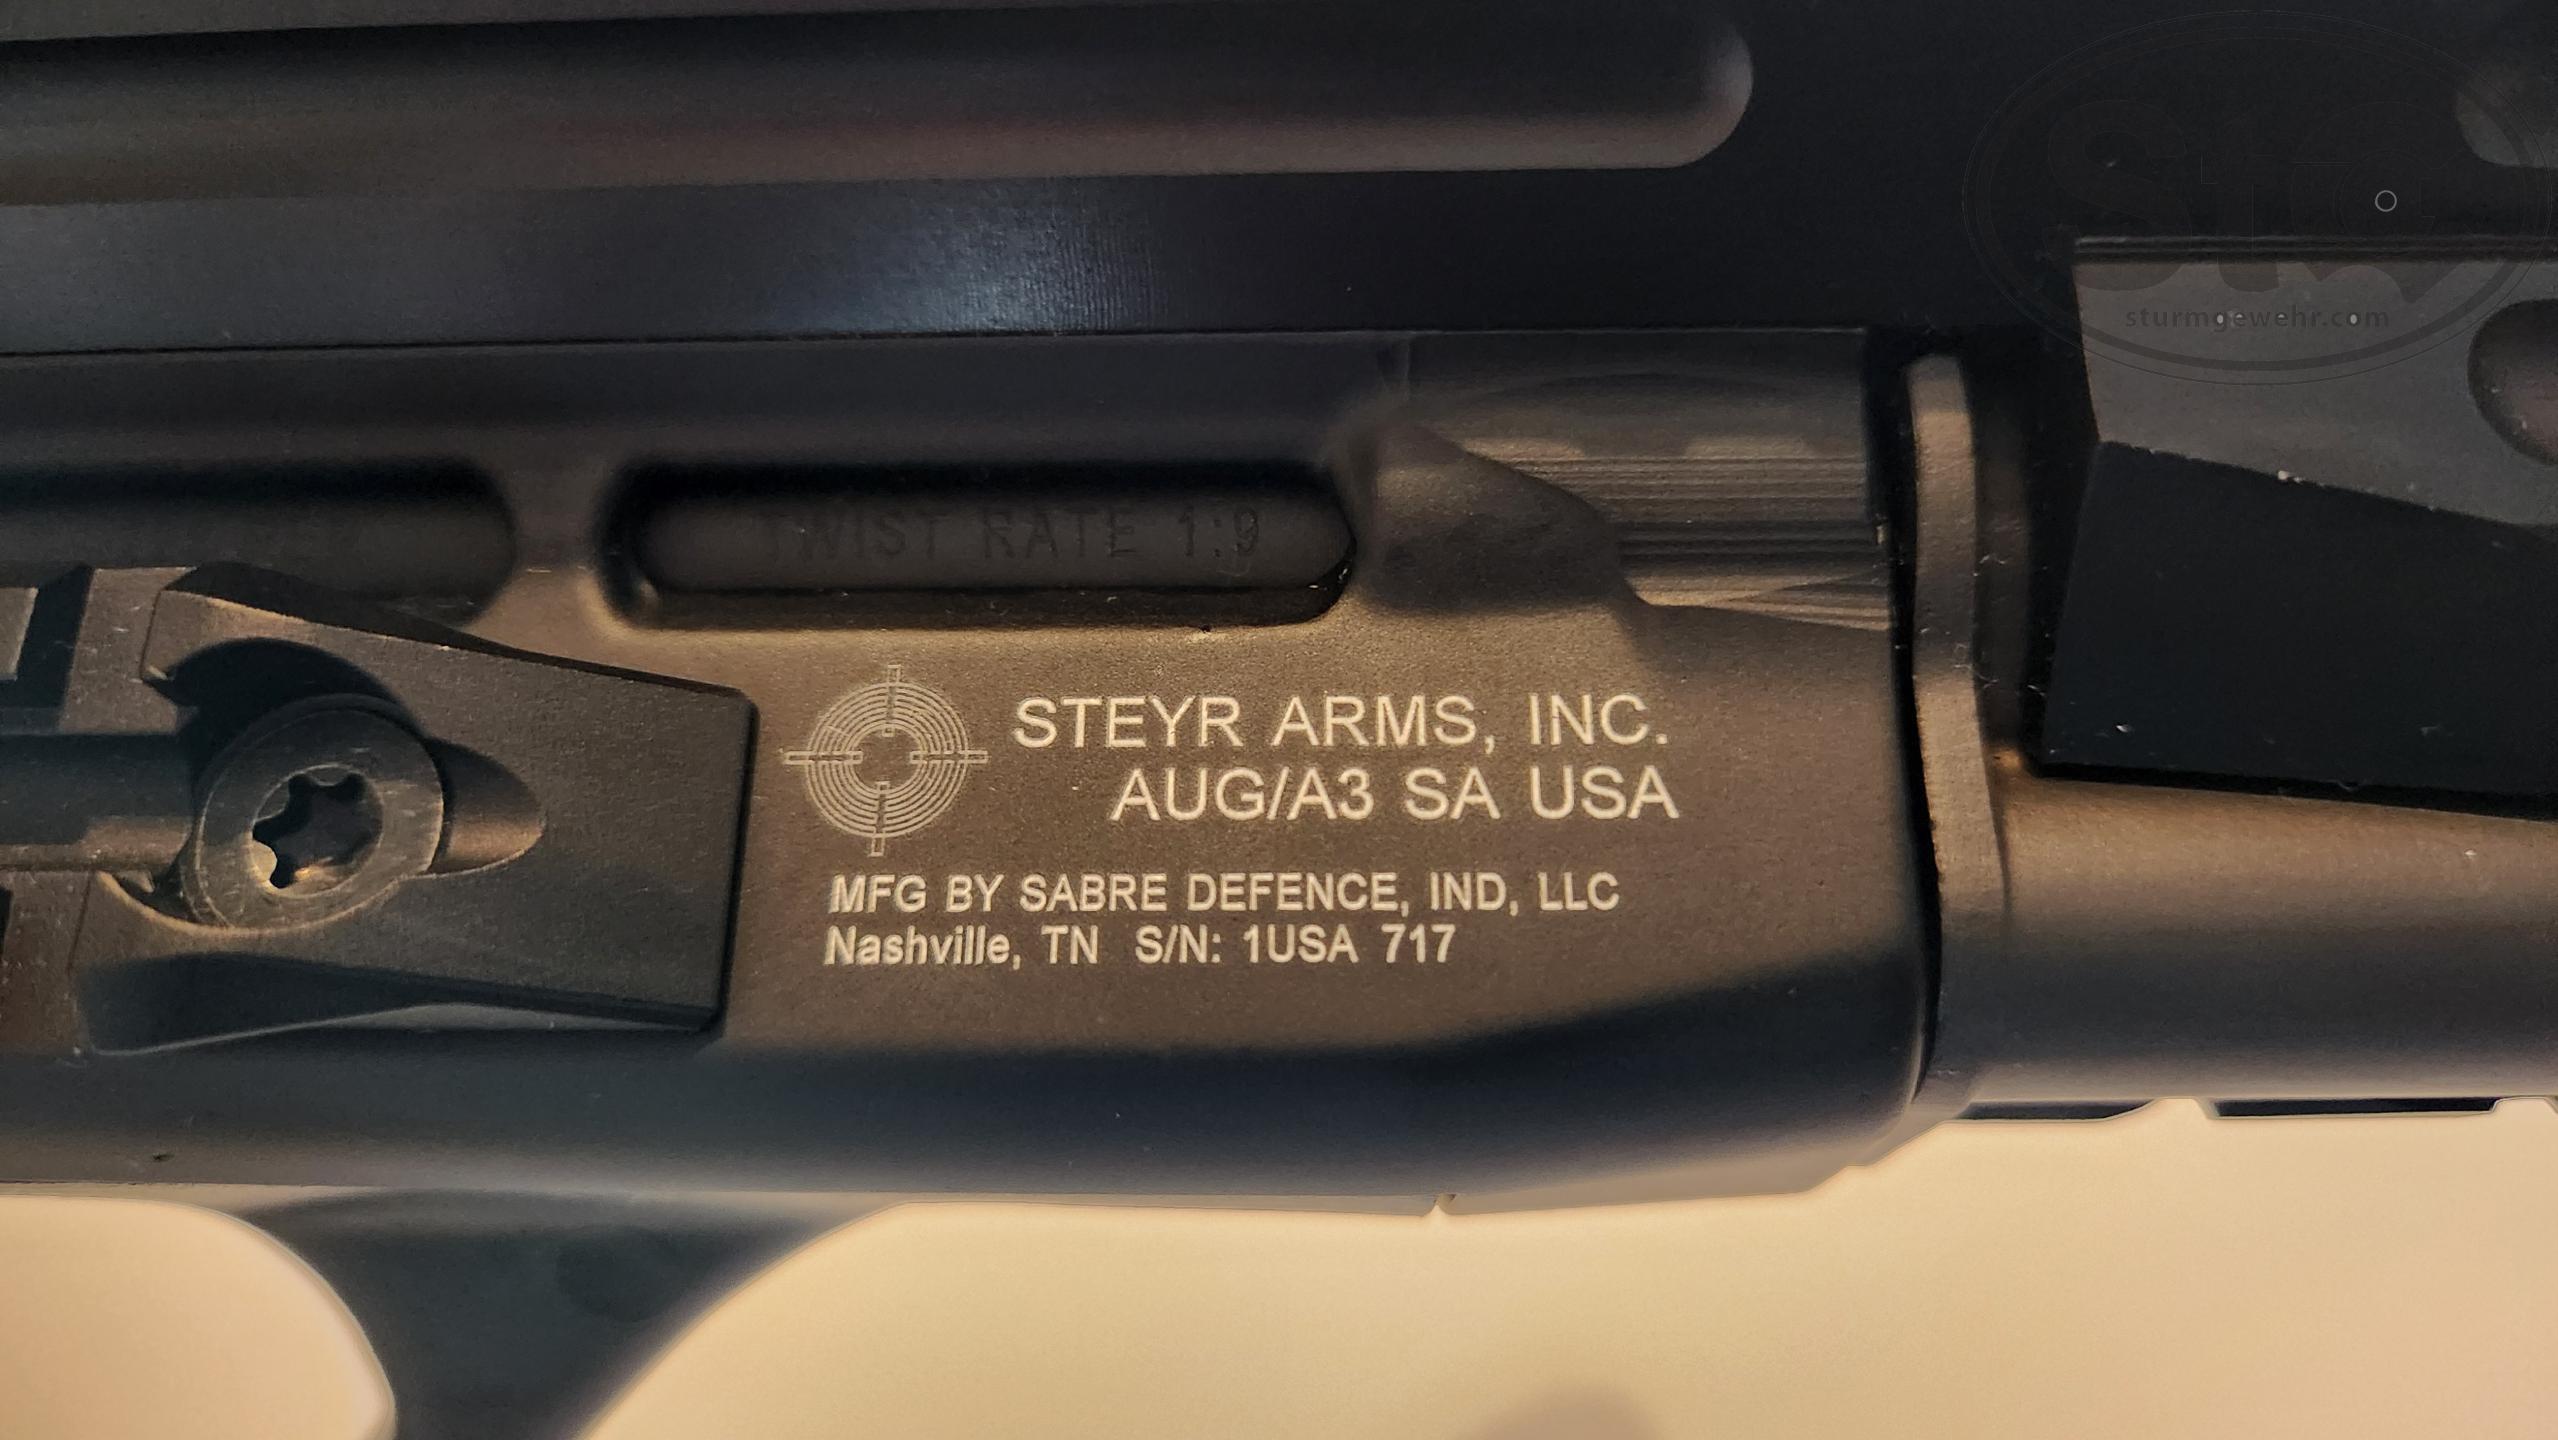 StG
sturmgewehr.com
TWIST RATE 1:9
STEYR ARMS, INC.
AUG/A3 SA USA
MFG BY SABRE DEFENCE, IND, LLC
Nashville, TN S/N: 1USA 717